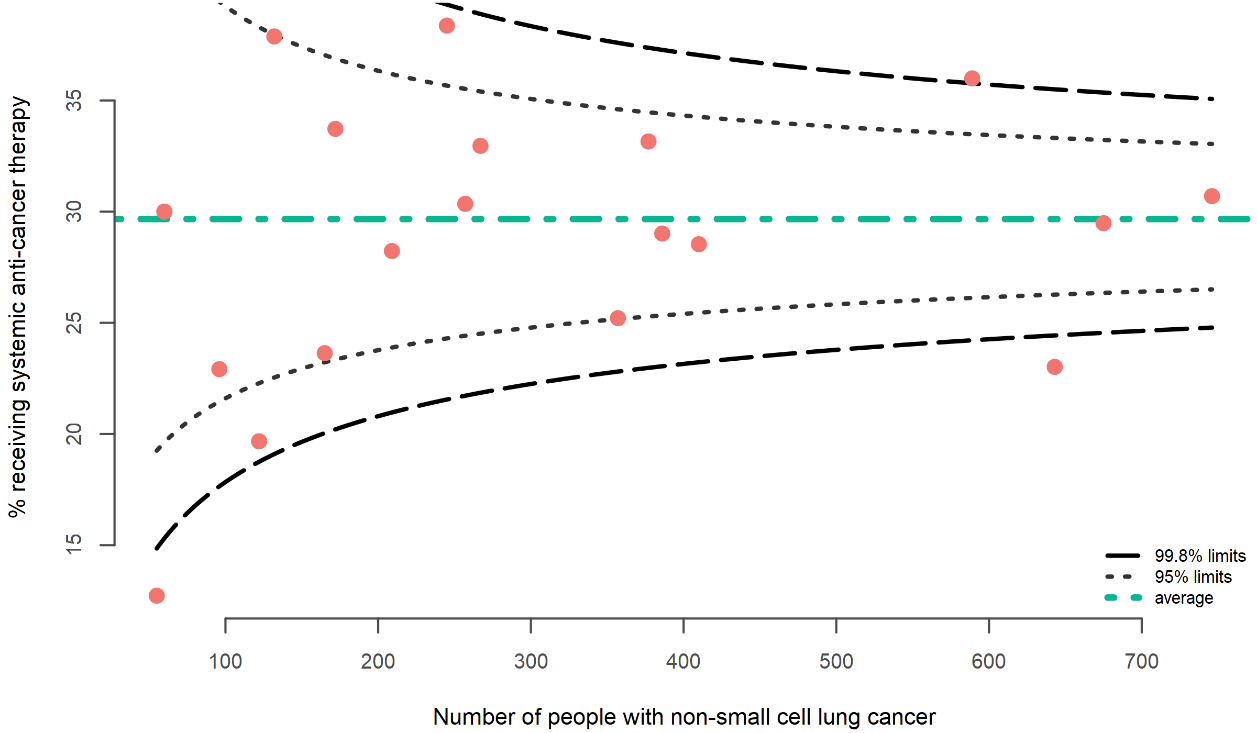 % receiving systemic anti-cancer therapy
35
30
25
20
15
99.8% limits
95% limits
average
100 200 300 400 500 600 700
Number of people with non-small cell lung cancer